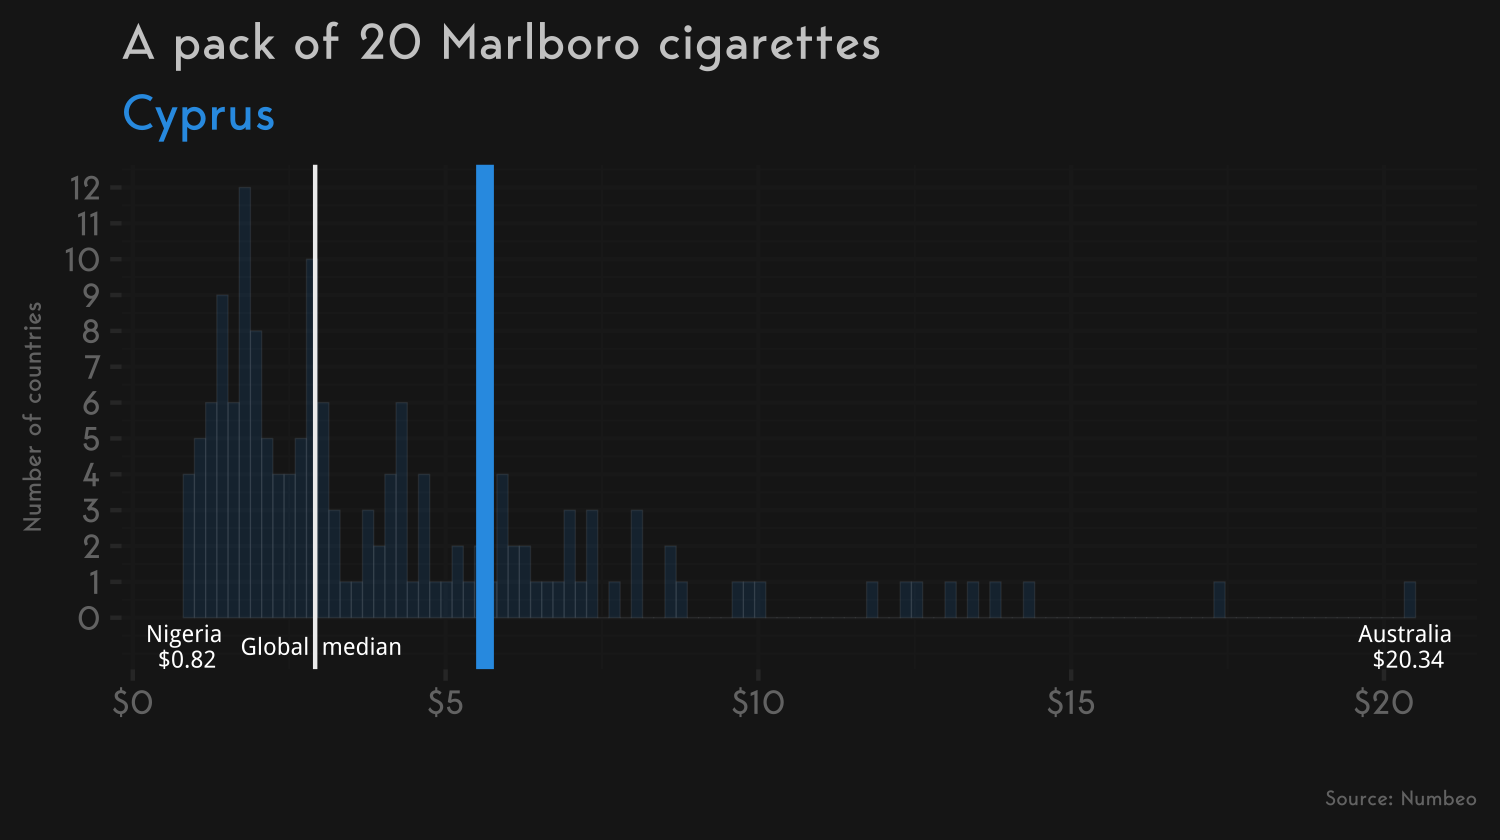 A pack of 20 Marlboro cigarettes
Cyprus
Number of countries
12
11
10
9
8
7
6
5
4
3
2
1
0
Nigeria
$0.82
Global median
Australia
$20.34
$0 $5 $10 $15 $20
Source: Numbeo